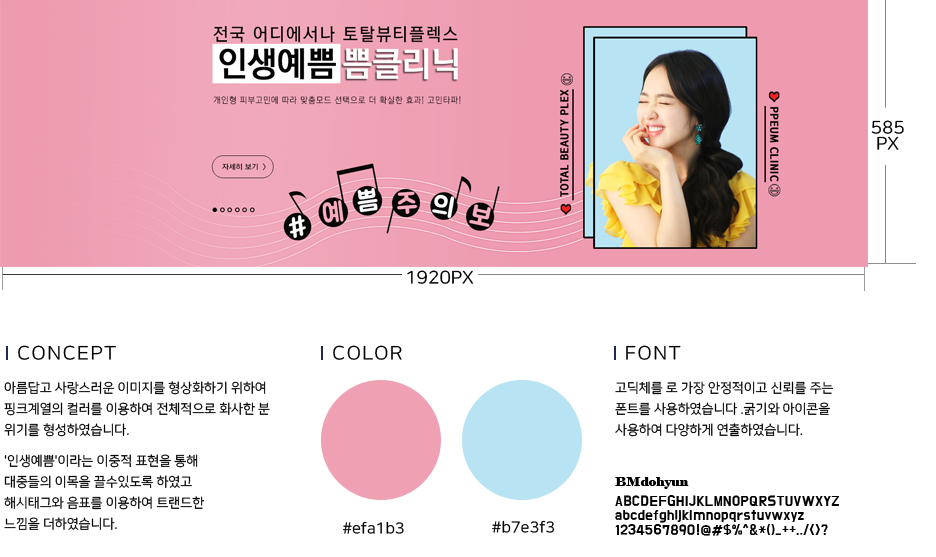 전국 어디에서나 토탈뷰티플렉스
인생예쁨 쁨클리닉
개인형 피부고민에 따라 맞춤모드 선택으로 더 확실한 효과! 고민타파!
자세히 보기 >
#예쁨주의보
TOTAL BEAUTY PLEX
PPEUM CLINIC
585
PX
1920PX
CONCEPT
아름답고 사랑스러운 이미지를 형상화하기 위하여
핑크계열의 컬러를 이용하여 전체적으로 화사한 분
위기를 형성하였습니다.
'인생예쁨'이라는 이중적 표현을 통해
대중들의 이목을 끌수있도록 하였고
해시태그와 음표를 이용하여 트랜드한
느낌을 더하였습니다.
COLOR
#efa1b3
#b7e3f3
FONT
고딕체를 로 가장 안정적이고 신뢰를 주는
폰트를 사용하였습니다 .굵기와 아이콘을
사용하여 다양하게 연출하였습니다.
BMdohyun
ABCDEFGHIJKLMNOPQRSTUVWXYZ
abcdefghijklmnopqrstuvwxyz
1234567890!@#$%^&*()_++../{}?